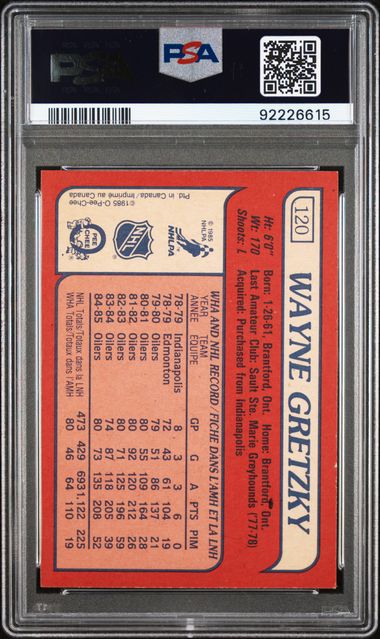 PSA
PSA
92226615
120
WAYNE GRETZKY
Ht: 6'0" Born: 1-26-61, Brantford, Ont. Home: Brantford, Ont.
Wt: 170 Last Amateur Club: Sault Ste. Marie Greyhounds ('77-78)
Shoots: L Acquired: Purchased from Indianapolis
WHA AND NHL RECORD/FICHE DANS L'AMH ET LA LNH
YEAR TEAM
ANNÉE ÉQUIPE GP G A PTS PIM
78-79 Indianapolis 8 3 3 6 0
78-79 Edmonton 72 43 61 104 19
79-80 Oilers 79 51 86 137 21
80-81 Oilers 80 55 109 164 28
81-82 Oilers 80 92 120 212 26
82-83 Oilers 80 71 125 196 59
83-84 Oilers 74 87 118 205 39
84-85 Oilers 80 73 135 208 52
NHL Totals/Totaux dans la LNH 473 429 693 1,122 225
WHA Totals/Totaux dans l'AMH 80 46 64 110 19
© 1985
NHLPA
NHLPA
NHL
O PEE CHEE
©1985 O-Pee-Chee
Ptd. in Canada/Imprimé au Canada